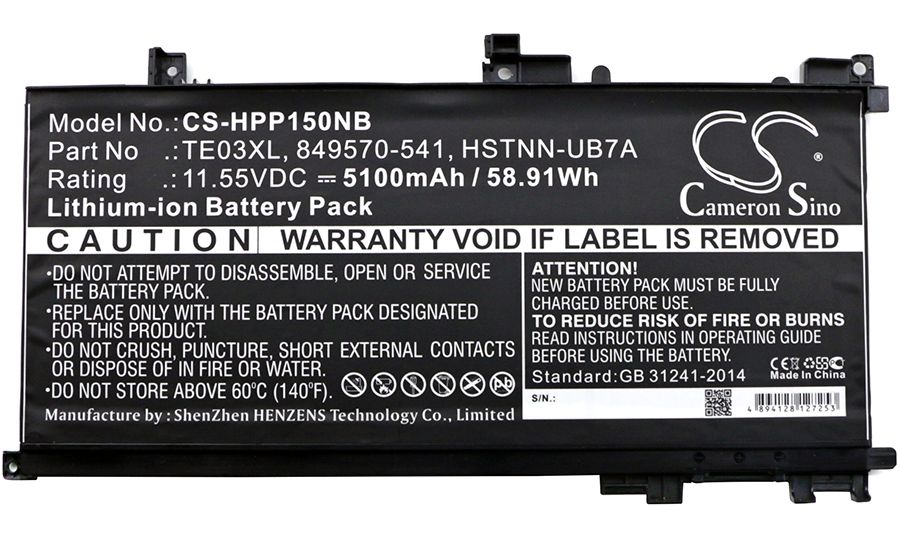 Model No.: CS-HPP150NB
Part No : TE03XL, 849570-541, HSTNN-UB7A
Rating : 11.55VDC ⎓ 5100mAh / 58.91Wh
Lithium-ion Battery Pack
CS
Cameron Sino
CAUTION WARRANTY VOID IF LABEL IS REMOVED
•DO NOT ATTEMPT TO DISASSEMBLE, OPEN OR SERVICE
THE BATTERY PACK.
•REPLACE ONLY WITH THE BATTERY PACK DESIGNATED
FOR THIS PRODUCT.
•DO NOT CRUSH, PUNCTURE, SHORT EXTERNAL CONTACTS
OR DISPOSE OF IN FIRE OR WATER.
•DO NOT STORE ABOVE 60°C (140°F)
Pb
Manufacture by : ShenZhen HENZENS Technology Co., Limited
ATTENTION:
NEW BATTERY PACK MUST BE FULLY
CHARGED BEFORE USE.
TO REDUCE RISK OF FIRE OR BURNS
READ INSTRUCTIONS IN OPERATING GUIDE
BEFORE USING BATTERY.
Standard: GB 31241-2014
CE
Made In China
S/N.:
4 894128 127253